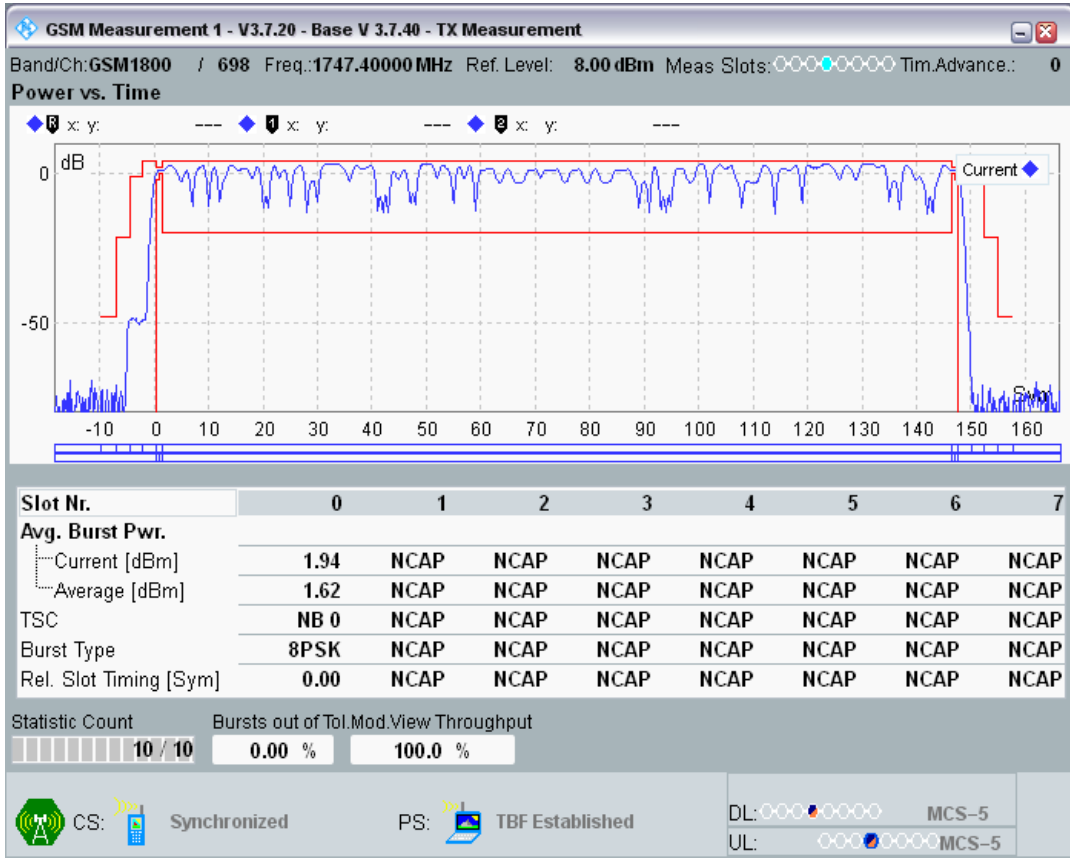 GSM Measurement 1 - V3.7.20 - Base V 3.7.40 - TX Measurement
Band/Ch:GSM1800 / 698 Freq.:1747.40000 MHz Ref. Level: 8.00 dBm Meas Slots: Tim.Advance.: 0
Power vs. Time
R x: y: --- 1 x: y: --- 2 x: y: ---
dB
Current
0
-50
Sym
-10 0 10 20 30 40 50 60 70 80 90 100 110 120 130 140 150 160
Slot Nr. 0 1 2 3 4 5 6 7
Avg. Burst Pwr.
Current [dBm] 1.94 NCAP NCAP NCAP NCAP NCAP NCAP NCAP
Average [dBm] 1.62 NCAP NCAP NCAP NCAP NCAP NCAP NCAP
TSC NB 0 NCAP NCAP NCAP NCAP NCAP NCAP NCAP
Burst Type 8PSK NCAP NCAP NCAP NCAP NCAP NCAP NCAP
Rel. Slot Timing [Sym] 0.00 NCAP NCAP NCAP NCAP NCAP NCAP NCAP
Statistic Count Bursts out of Tol.Mod.View Throughput
10 / 10 0.00 % 100.0 %
CS: Synchronized PS: TBF Established DL: MCS-5
UL: MCS-5